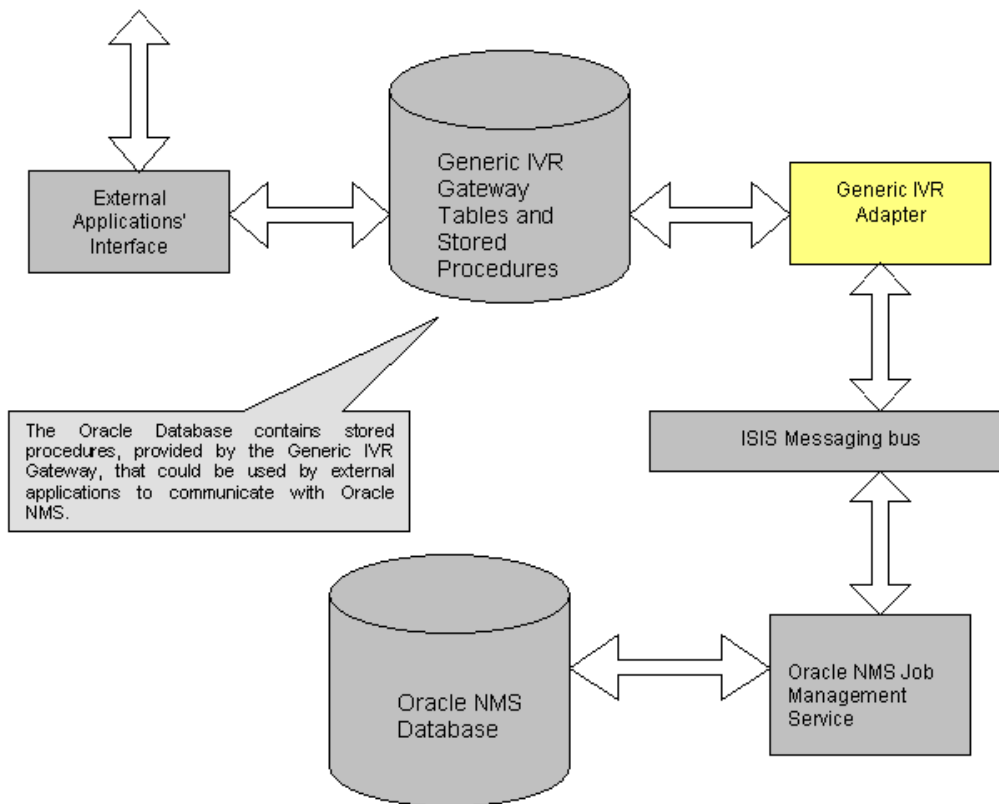 External
Applications'
Interface
Generic IVR
Gateway
Tables and
Stored
Procedures
Generic IVR
Adapter
The Oracle Database contains stored
procedures, provided by the Generic IVR
Gateway, that could be used by external
applications to communicate with Oracle
NMS.
ISIS Messaging bus
Oracle NMS
Database
Oracle NMS Job
Management
Service